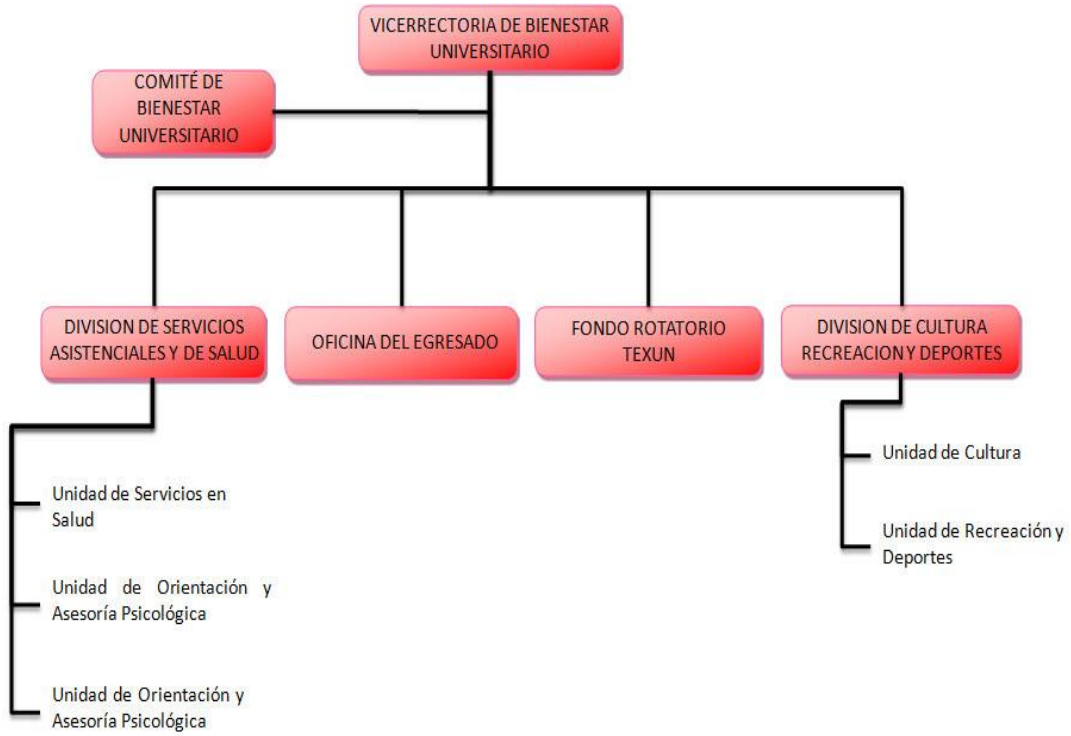 VICERRECTORIA DE BIENESTAR
UNIVERSITARIO
COMITÉ DE
BIENESTAR
UNIVERSITARIO
DIVISION DE SERVICIOS
ASISTENCIALES Y DE SALUD
OFICINA DEL EGRESADO
FONDO ROTATORIO
TEXUN
DIVISION DE CULTURA
RECREACION Y DEPORTES
Unidad de Servicios en
Salud
Unidad de Orientación y
Asesoría Psicológica
Unidad de Orientación y
Asesoría Psicológica
Unidad de Cultura
Unidad de Recreación y
Deportes